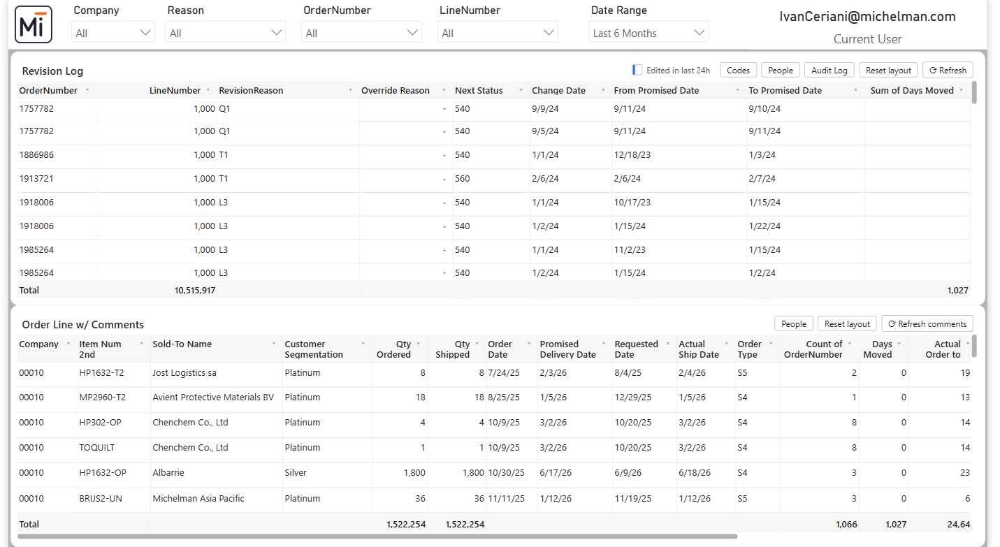 Mi
Company Reason OrderNumber LineNumber Date Range
All All All All Last 6 Months
IvanCeriani@michelman.com
Current User
Revision Log Edited in last 24h Codes People Audit Log Reset layout Refresh
OrderNumber LineNumber RevisionReason Override Reason Next Status Change Date From Promised Date To Promised Date Sum of Days Moved
1757782 1,000 Q1 - 540 9/9/24 9/11/24 9/10/24
1757782 1,000 Q1 - 540 9/5/24 9/11/24 9/11/24
1886986 1,000 T1 - 540 1/1/24 12/18/23 1/3/24
1913721 1,000 T1 - 560 2/6/24 2/6/24 2/7/24
1918006 1,000 L3 - 540 1/1/24 10/17/23 1/15/24
1918006 1,000 L3 - 540 1/2/24 1/15/24 1/22/24
1985264 1,000 L3 - 540 1/1/24 11/2/23 1/15/24
1985264 1,000 L3 - 540 1/2/24 1/15/24 1/2/24
Total 10,515,917 1,027
Order Line w/ Comments People Reset layout Refresh comments
Company Item Num Sold-To Name Customer Qty Qty Order Promised Requested Actual Order Count of Days Actual
2nd Segmentation Ordered Shipped Date Delivery Date Date Ship Date Type OrderNumber Moved Order to
00010 HP1632-T2 Jost Logistics sa Platinum 8 8 7/24/25 2/3/26 8/4/25 2/4/26 S5 2 0 19
00010 MP2960-T2 Avient Protective Materials BV Platinum 18 18 8/25/25 1/5/26 12/29/25 1/5/26 S4 1 0 13
00010 HP302-OP Chenchem Co., Ltd Platinum 4 4 10/9/25 3/2/26 10/20/25 3/2/26 S4 8 0 14
00010 TOQUILT Chenchem Co., Ltd Platinum 1 1 10/9/25 3/2/26 10/20/25 3/2/26 S4 8 0 14
00010 HP1632-OP Albarrie Silver 1,800 1,800 10/30/25 6/17/26 6/9/26 6/18/26 S4 3 0 23
00010 BRIJS2-UN Michelman Asia Pacific Platinum 36 36 11/11/25 1/12/26 11/19/25 1/12/26 S5 3 0 6
Total 1,522,254 1,522,254 1,066 1,027 24,64